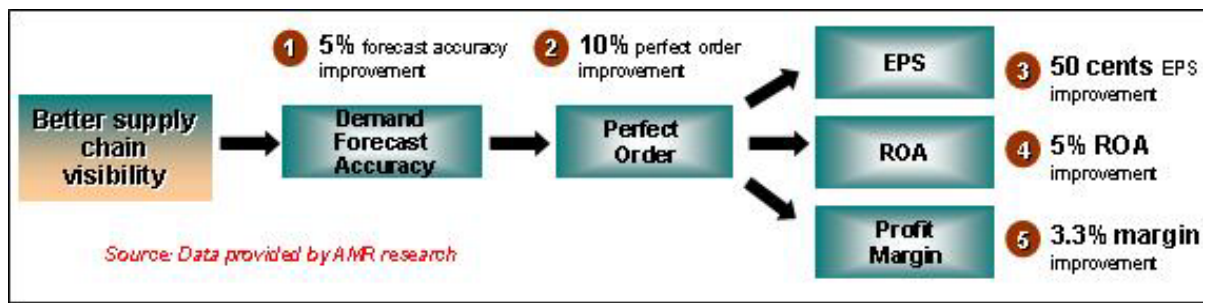 1 5% forecast accuracy
improvement
2 10% perfect order
improvement
Better supply
chain
visibility
Demand
Forecast
Accuracy
Perfect
Order
EPS
3 50 cents EPS
improvement
ROA
4 5% ROA
improvement
Profit
Margin
5 3.3% margin
improvement
Source: Data provided by AMR research